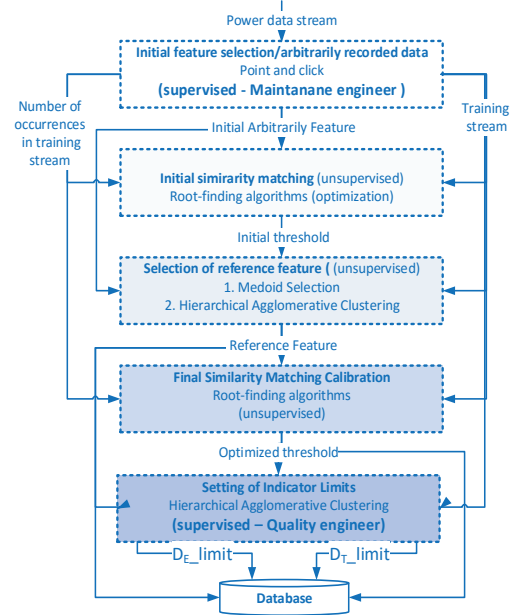 Power data stream
Initial feature selection/arbitrarily recorded data
Point and click
(supervised - Maintanane engineer )
Number of
occurrences
in training
stream
Training
stream
Initial Arbitrarily Feature
Initial simirarity matching (unsupervised)
Root-finding algorithms (optimization)
Initial threshold
Selection of reference feature ( (unsupervised)
1. Medoid Selection
2. Hierarchical Agglomerative Clustering
Reference Feature
Final Similarity Matching Calibration
Root-finding algorithms
(unsupervised)
Optimized threshold
Setting of Indicator Limits
Hierarchical Agglomerative Clustering
(supervised – Quality engineer)
D_E_limit
D_T_limit
Database